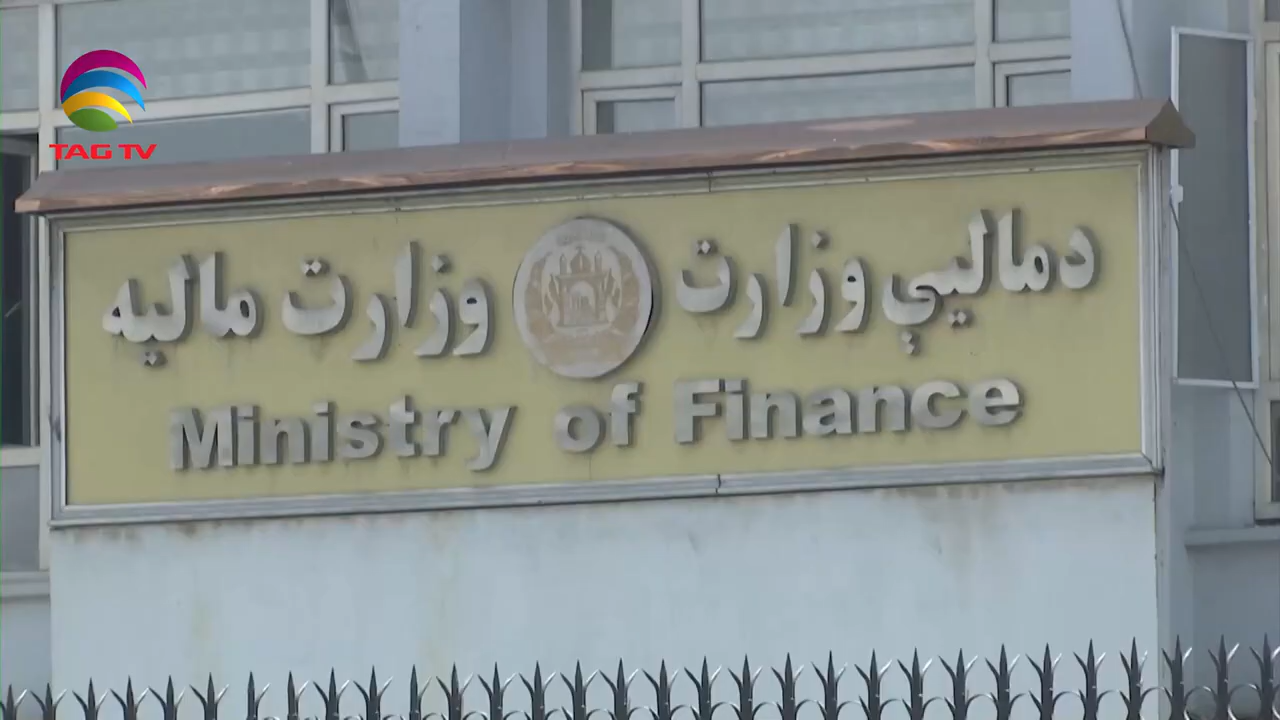 TAG TV
دمالیې وزارت وزارت مالیه
Ministry of Finance